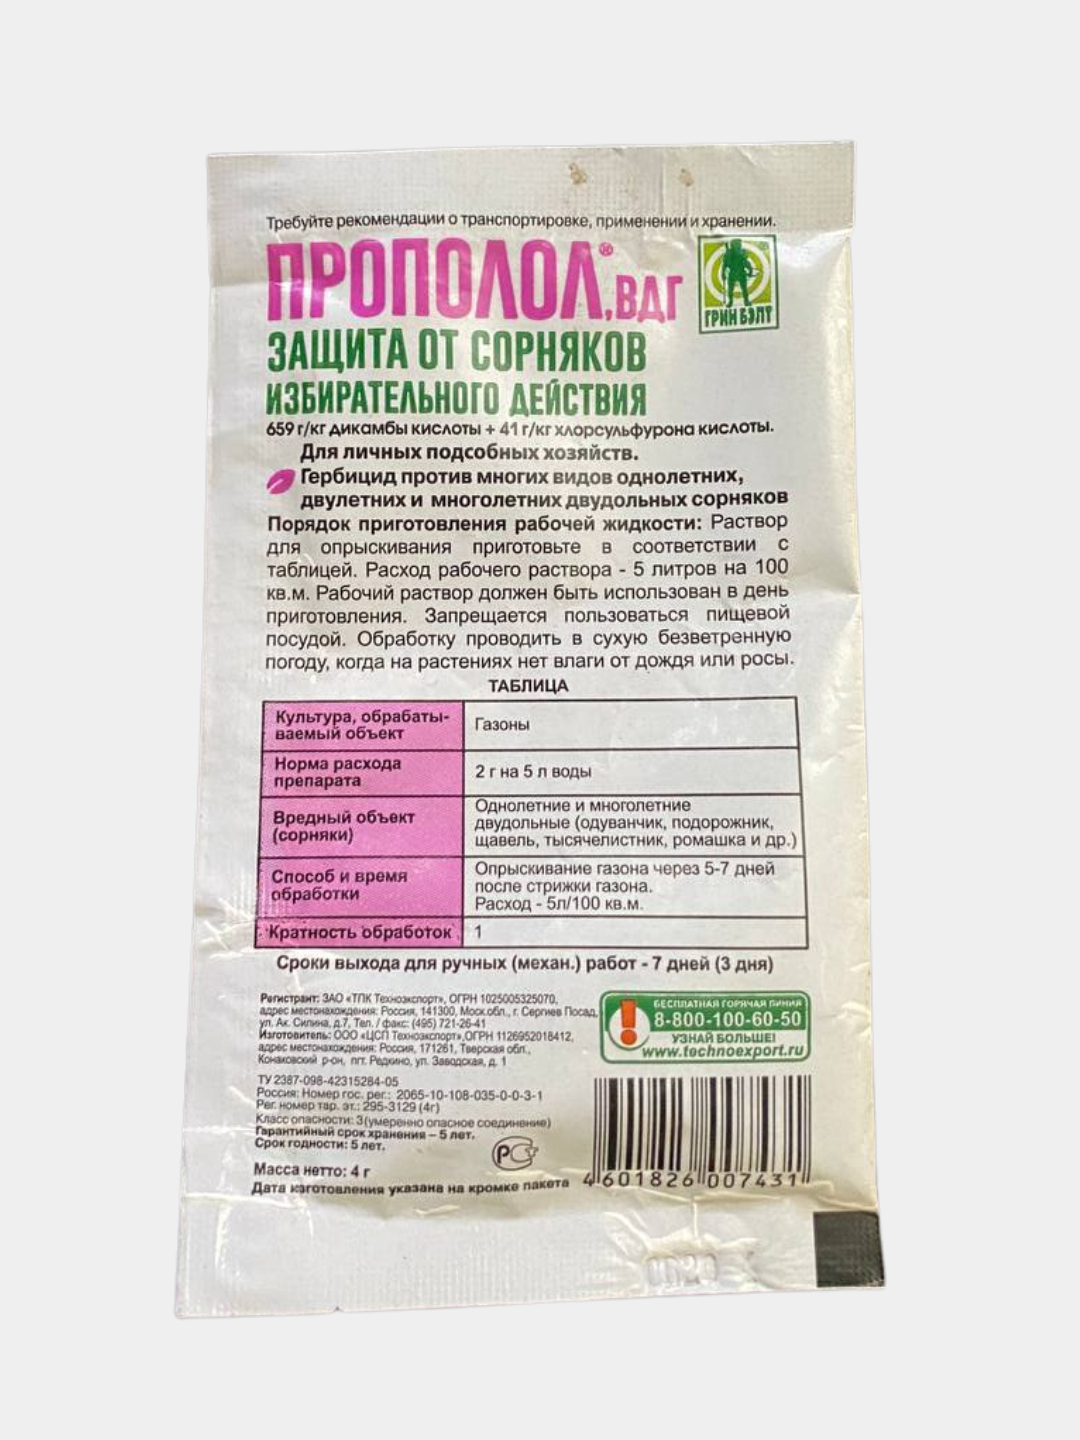 Требуйте рекомендации о транспортировке, применении и хранении.
ПРОПОЛОЛ®, ВДГ
ГРИН БЭЛТ
ЗАЩИТА ОТ СОРНЯКОВ
ИЗБИРАТЕЛЬНОГО ДЕЙСТВИЯ
659 г/кг дикамбы кислоты + 41 г/кг хлорсульфурона кислоты.
Для личных подсобных хозяйств.
Гербицид против многих видов однолетних,
двулетних и многолетних двудольных сорняков
Порядок приготовления рабочей жидкости: Раствор
для опрыскивания приготовьте в соответствии с
таблицей. Расход рабочего раствора - 5 литров на 100
кв.м. Рабочий раствор должен быть использован в день
приготовления. Запрещается пользоваться пищевой
посудой. Обработку проводить в сухую безветренную
погоду, когда на растениях нет влаги от дождя или росы.
ТАБЛИЦА
Культура, обрабаты-
ваемый объект
Газоны
Норма расхода
препарата
2 г на 5 л воды
Вредный объект
(сорняки)
Однолетние и многолетние
двудольные (одуванчик, подорожник,
щавель, тысячелистник, ромашка и др.)
Способ и время
обработки
Опрыскивание газона через 5-7 дней
после стрижки газона.
Расход - 5л/100 кв.м.
Кратность обработок
1
Сроки выхода для ручных (механ.) работ - 7 дней (3 дня)
Регистрант: ЗАО «ТПК Техноэкспорт», ОГРН 1025005325070,
адрес местонахождения: Россия, 141300, Моск.обл., г. Сергиев Посад,
ул. Ак. Силина, д.7, Тел. / факс: (495) 721-26-41
Изготовитель: ООО «ЦСП Техноэкспорт»,ОГРН 1126952018412,
адрес местонахождения: Россия, 171261, Тверская обл.,
Конаковский р-он, пгт. Редкино, ул. Заводская, д. 1
БЕСПЛАТНАЯ ГОРЯЧАЯ ЛИНИЯ
8-800-100-60-50
УЗНАЙ БОЛЬШЕ!
www.technoexport.ru
ТУ 2387-098-42315284-05
Россия: Номер гос. рег.: 2065-10-108-035-0-0-3-1
Рег. номер тар. эт.: 295-3129 (4г)
Класс опасности: 3(умеренно опасное соединение)
Гарантийный срок хранения – 5 лет.
Срок годности: 5 лет.
Масса нетто: 4 г
Дата изготовления указана на кромке пакета
4 601826 007431